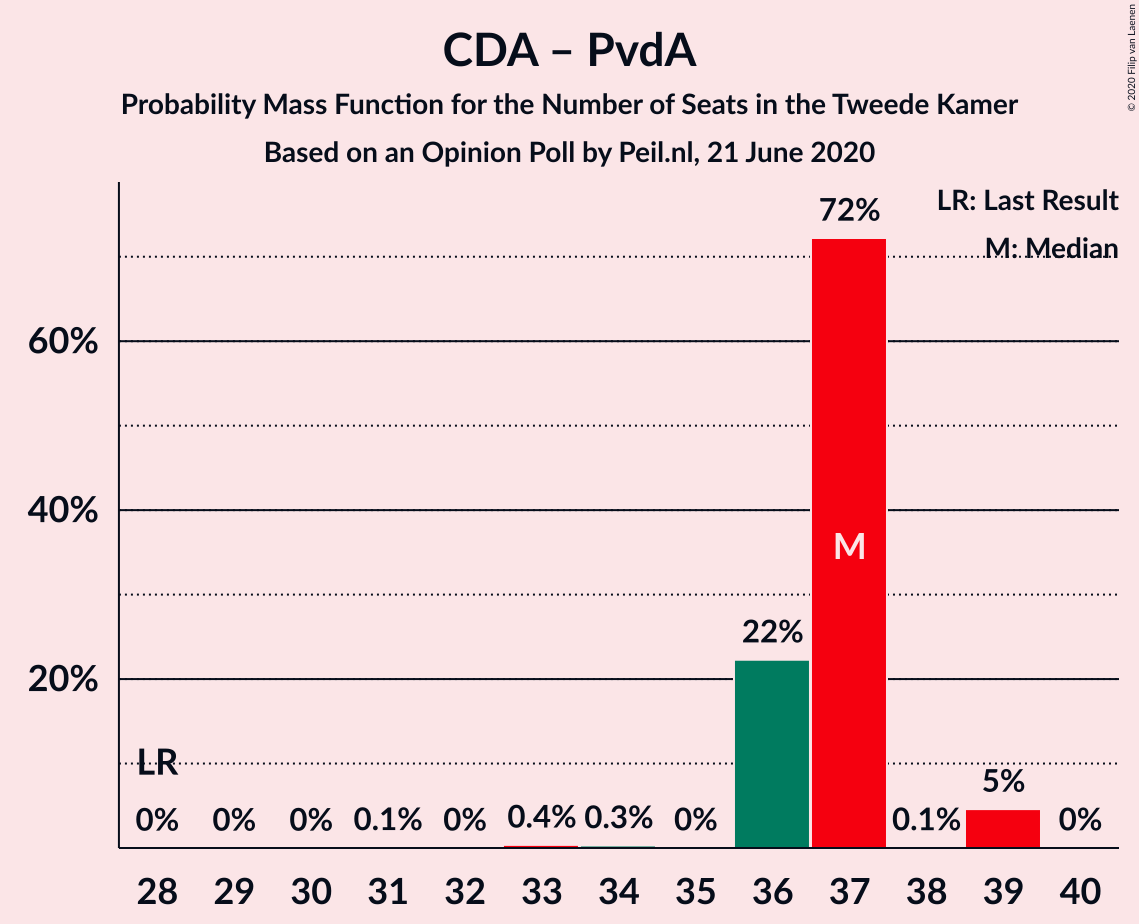 CDA – PvdA
Probability Mass Function for the Number of Seats in the Tweede Kamer
Based on an Opinion Poll by Peil.nl, 21 June 2020
© 2020 Filip van Laenen
LR: Last Result
M: Median
72%
60%
40%
M
22%
20%
LR
5%
0% 0% 0% 0.1% 0% 0.4% 0.3% 0% 0.1% 0%
28 29 30 31 32 33 34 35 36 37 38 39 40